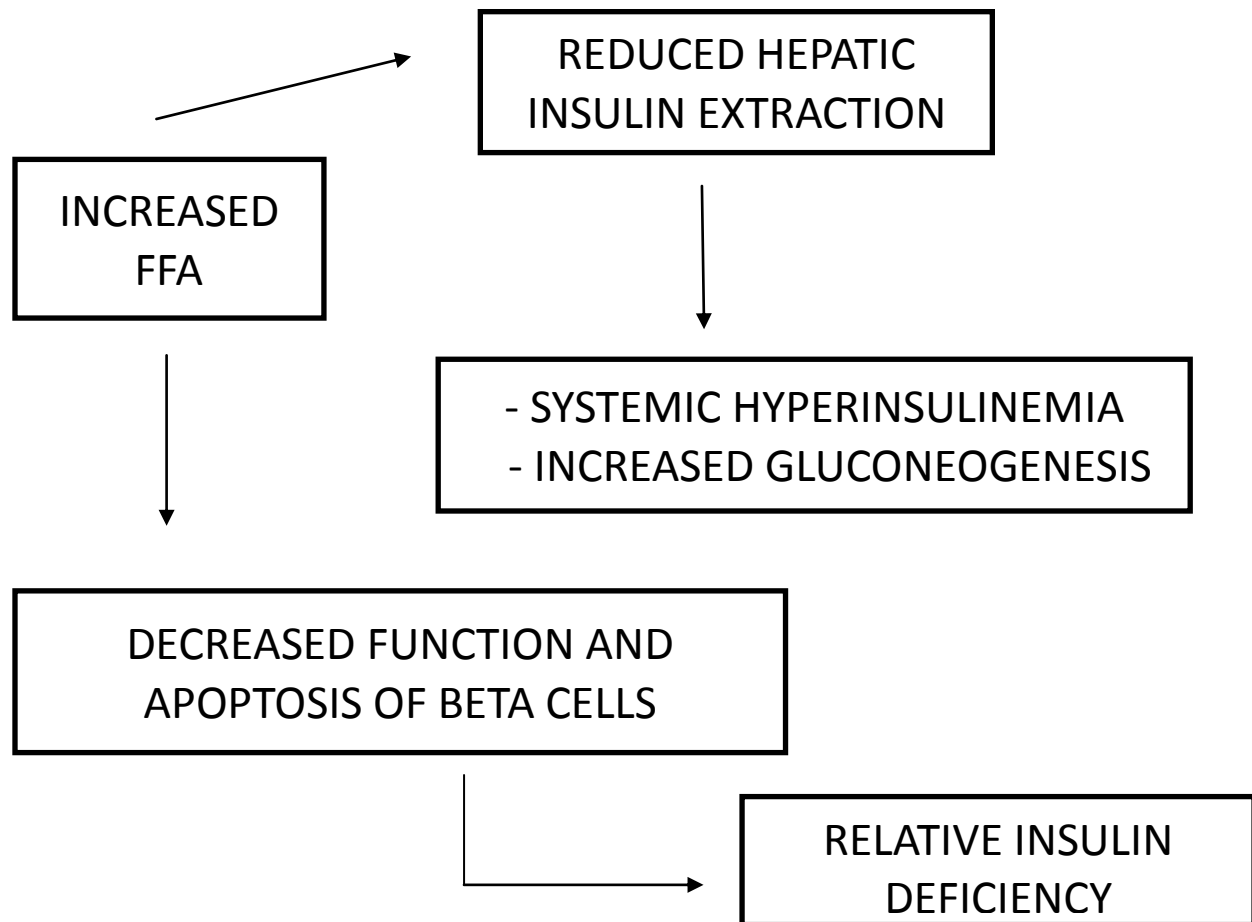 REDUCED HEPATIC
INSULIN EXTRACTION
INCREASED
FFA
- SYSTEMIC HYPERINSULINEMIA
- INCREASED GLUCONEOGENESIS
DECREASED FUNCTION AND
APOPTOSIS OF BETA CELLS
RELATIVE INSULIN
DEFICIENCY